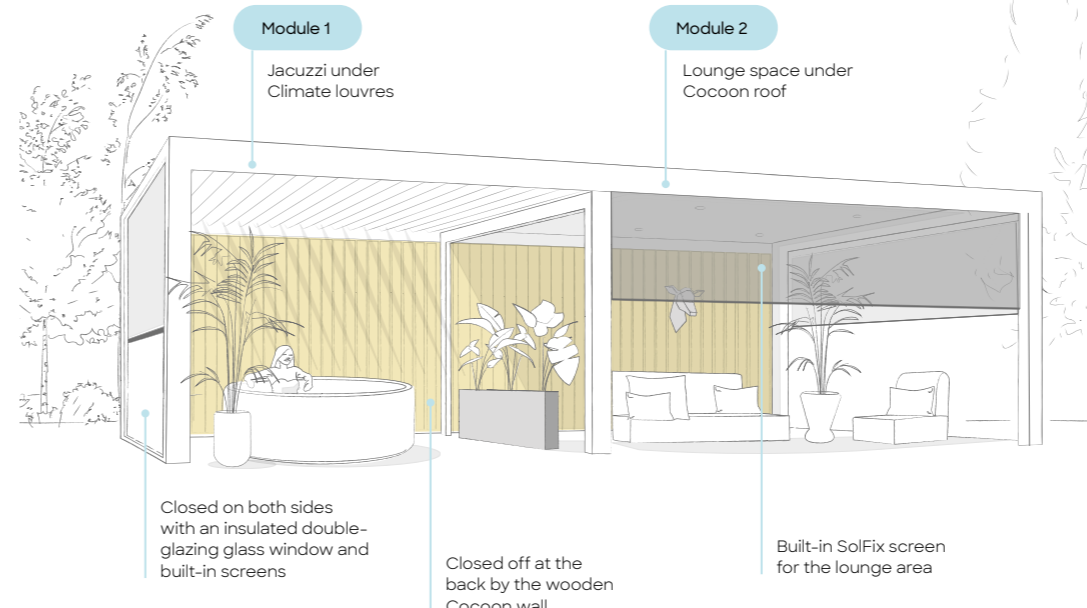 Module 1
Jacuzzi under
Climate louvres
Module 2
Lounge space under
Cocoon roof
Closed on both sides
with an insulated double-
glazing glass window and
built-in screens
Closed off at the
back by the wooden
Cocoon wall
Built-in SolFix screen
for the lounge area